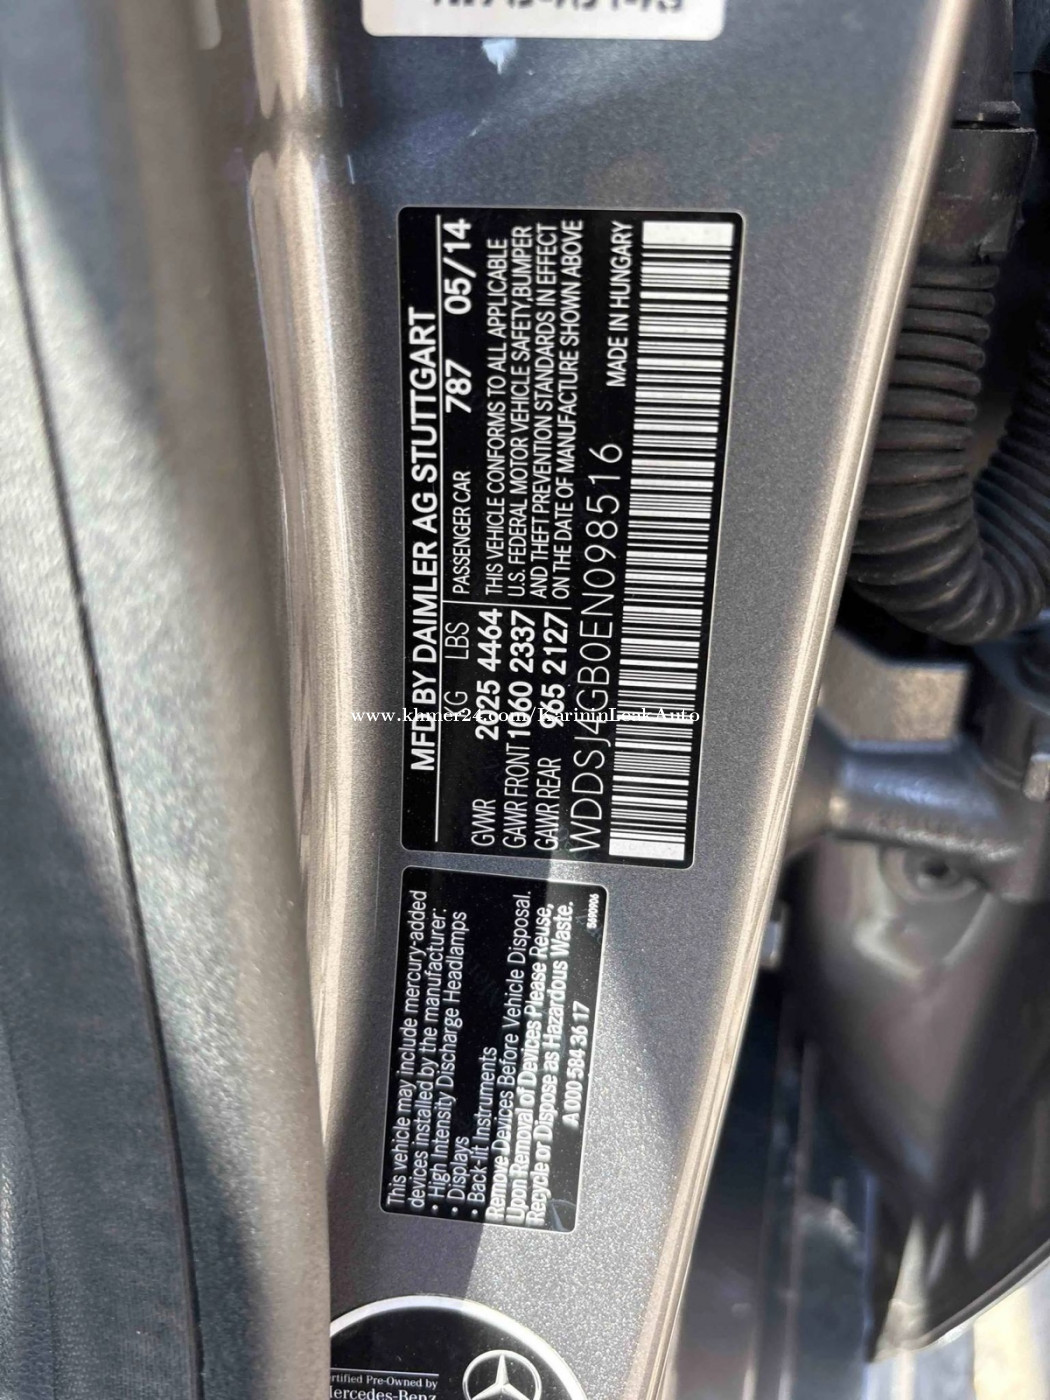 MFD BY DAIMLER AG STUTTGART
KG LBS PASSENGER CAR 787 05/14
GVWR 2025 4464 THIS VEHICLE CONFORMS TO ALL APPLICABLE
GAWR FRONT 1060 2337 U.S. FEDERAL MOTOR VEHICLE SAFETY,BUMPER
GAWR REAR 965 2127 AND THEFT PREVENTION STANDARDS IN EFFECT
ON THE DATE OF MANUFACTURE SHOWN ABOVE
WDDSJ4GB0EN098516 MADE IN HUNGARY
www.khmer24.com/KarimaLeakAuto
This vehicle may include mercury-added
devices installed by the manufacturer:
• High Intensity Discharge Headlamps
• Displays
• Back-lit Instruments
Remove Devices Before Vehicle Disposal.
Upon Removal of Devices Please Reuse,
Recycle or Dispose as Hazardous Waste.
A 000 584 36 17
Pre-Owned by
Mercedes-Benz